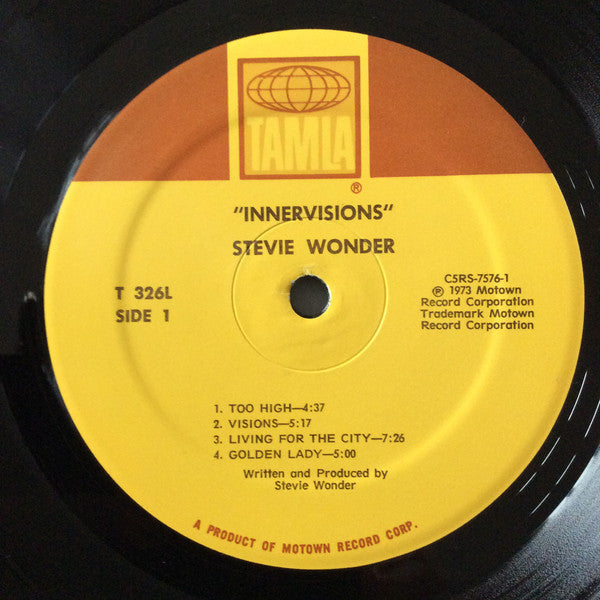 TAMLA
®
"INNERVISIONS"
STEVIE WONDER
T 326L
SIDE 1
C5RS-7576-1
℗ 1973 Motown
Record Corporation
Trademark Motown
Record Corporation
1. TOO HIGH—4:37
2. VISIONS—5:17
3. LIVING FOR THE CITY—7:26
4. GOLDEN LADY—5:00
Written and Produced by
Stevie Wonder
A PRODUCT OF MOTOWN RECORD CORP.